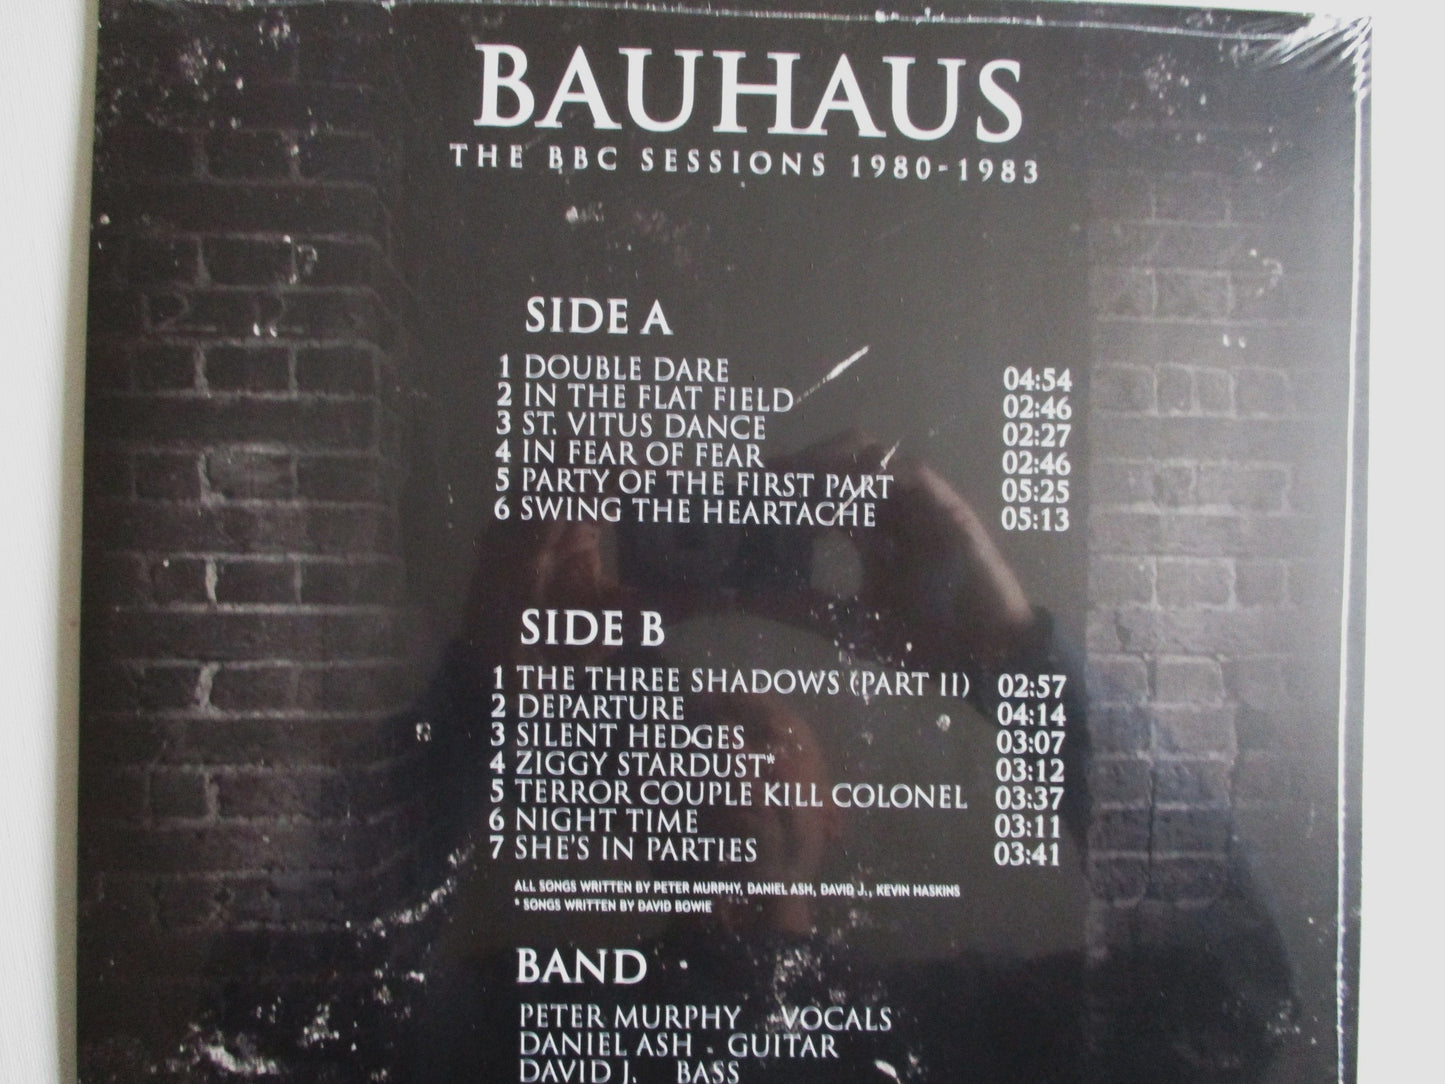 BAUHAUS
THE BBC SESSIONS 1980-1983
SIDE A
1 DOUBLE DARE 04:54
2 IN THE FLAT FIELD 02:46
3 ST. VITUS DANCE 02:27
4 IN FEAR OF FEAR 02:46
5 PARTY OF THE FIRST PART 05:25
6 SWING THE HEARTACHE 05:13
SIDE B
1 THE THREE SHADOWS (PART II) 02:57
2 DEPARTURE 04:14
3 SILENT HEDGES 03:07
4 ZIGGY STARDUST* 03:12
5 TERROR COUPLE KILL COLONEL 03:37
6 NIGHT TIME 03:11
7 SHE'S IN PARTIES 03:41
ALL SONGS WRITTEN BY PETER MURPHY, DANIEL ASH, DAVID J., KEVIN HASKINS
* SONGS WRITTEN BY DAVID BOWIE
BAND
PETER MURPHY - VOCALS
DANIEL ASH - GUITAR
DAVID J. BASS